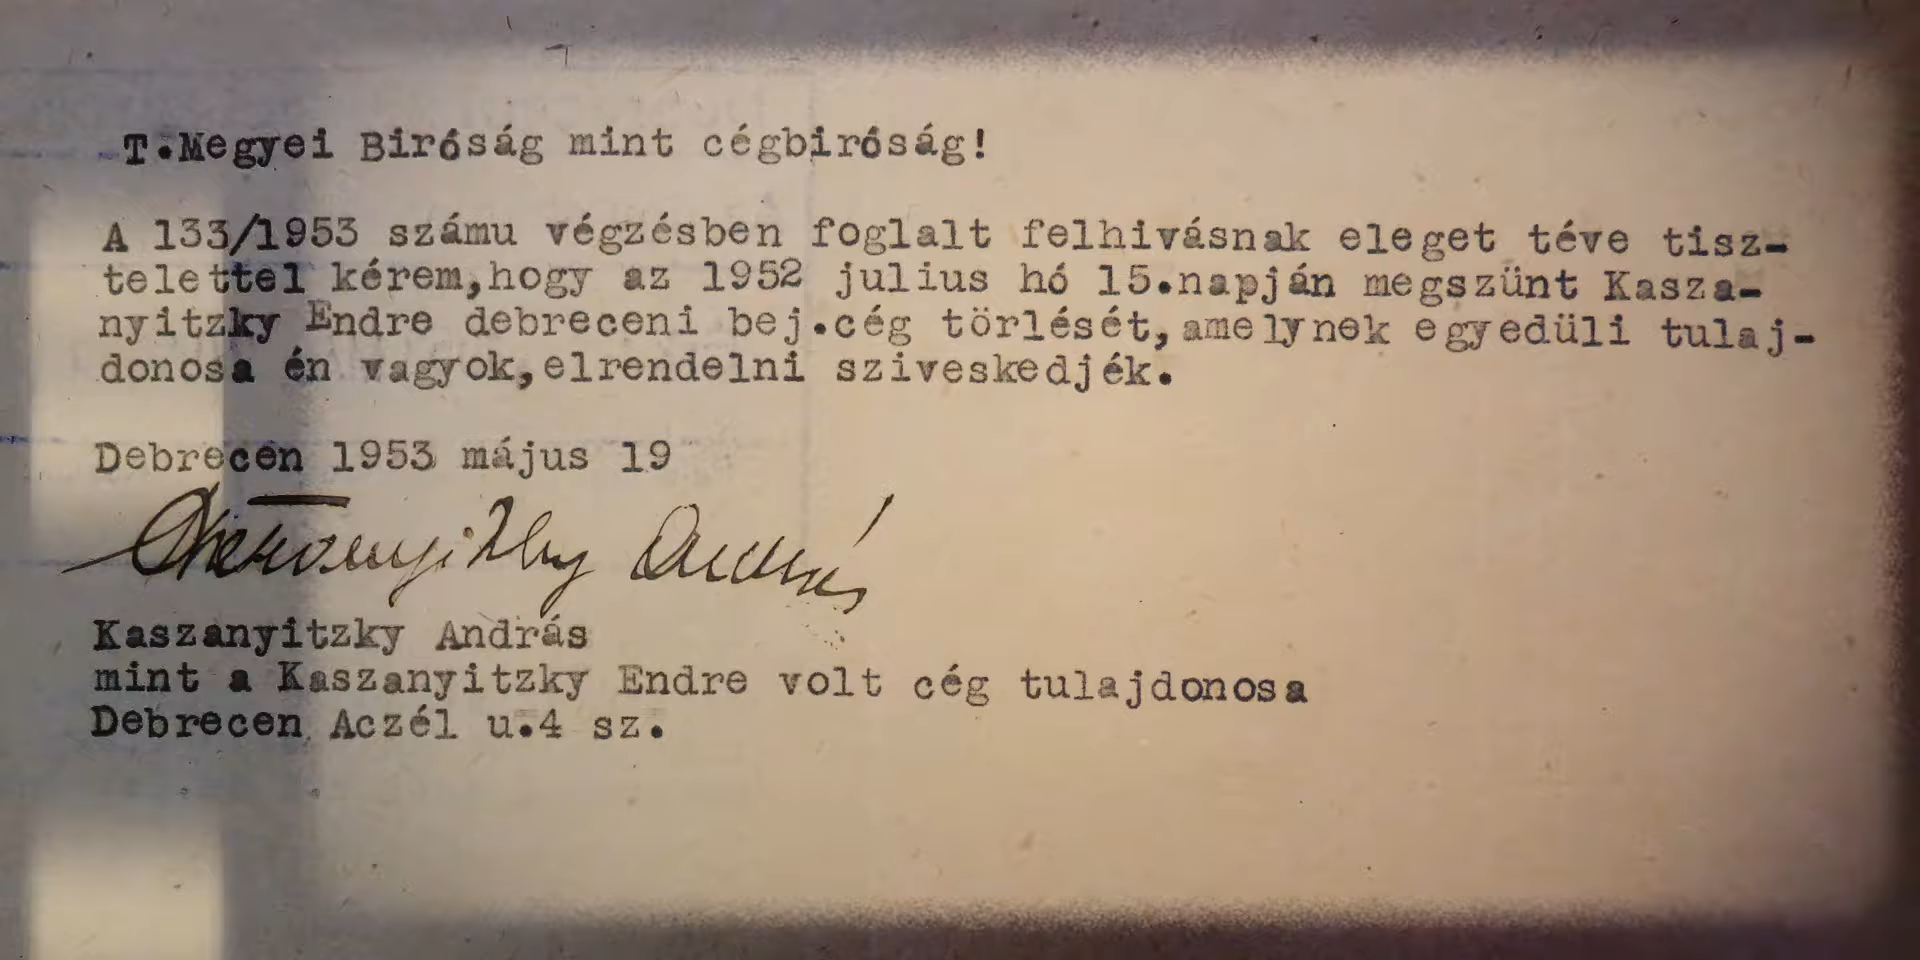 T.Megyei Biróság mint cégbiróság!
A 133/1953 számu végzésben foglalt felhivásnak eleget téve tisz-
telettel kérem,hogy az 1952 julius hó 15.napján megszünt Kasza-
nyitzky Endre debreceni bej.cég törlését,amelynek egyedüli tulaj-
donosa én vagyok,elrendelni sziveskedjék.
Debrecen 1953 május 19
Kaszanyitzky András
Kaszanyitzky András
mint a Kaszanyitzky Endre volt cég tulajdonosa
Debrecen Aczél u.4 sz.